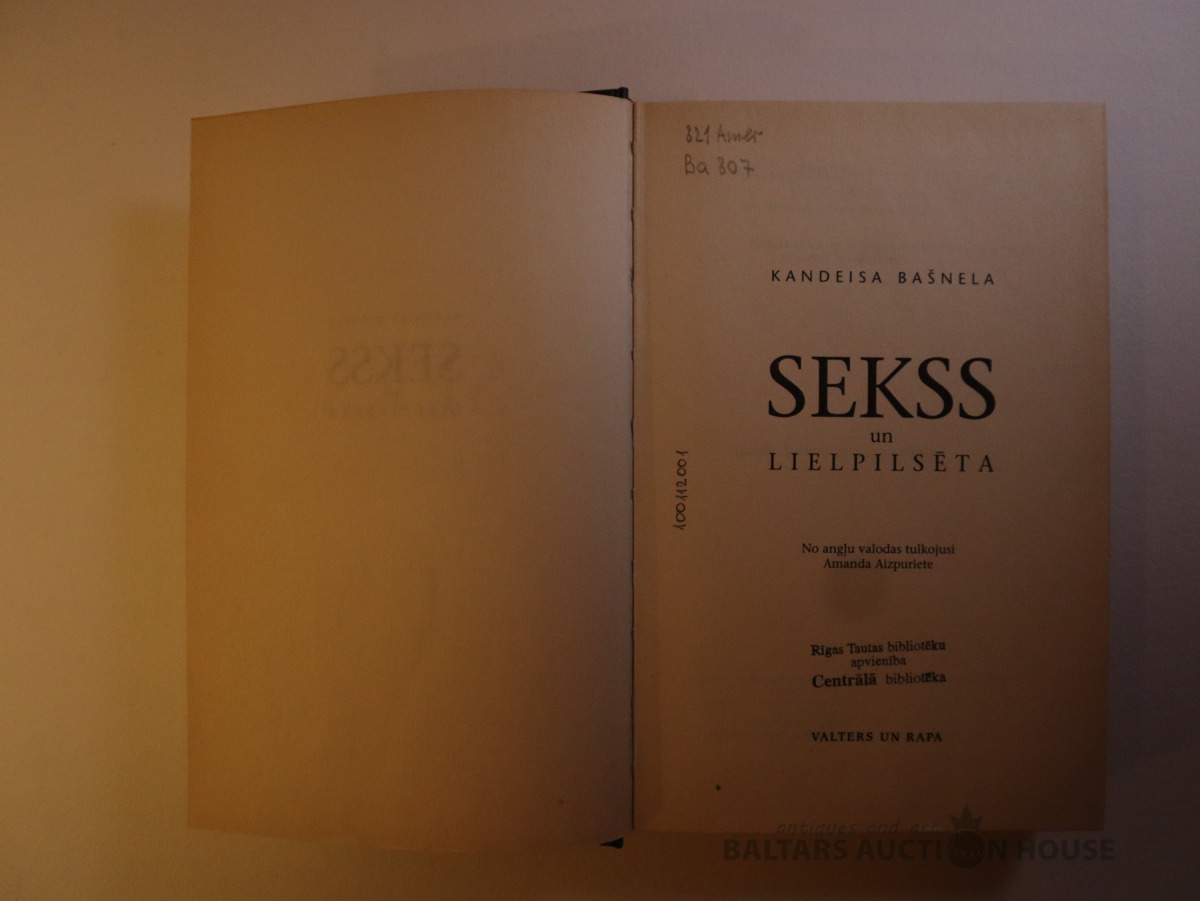 821 Amer
Ba 807
KANDEISA BAŠNELA
SEKSS
un
LIELPILSĒTA
10012001
No angļu valodas tulkojusi
Amanda Aizpuriete
Rīgas Tautas bibliotēku
apvienība
Centrālā bibliotēka
VALTERS UN RAPA
antiques and art
BALTARS AUCTION HOUSE